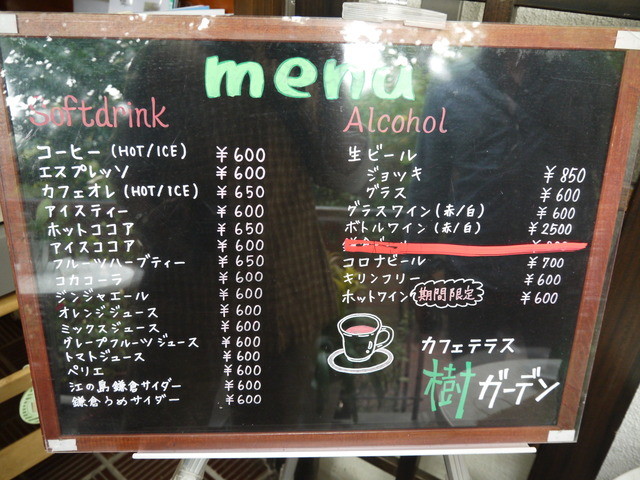 menu
Softdrink
コーヒー (HOT/ICE) ¥600
エスプレッソ ¥600
カフェオレ (HOT/ICE) ¥650
アイスティー ¥600
ホットココア ¥650
アイスココア ¥600
フルーツハーブティー ¥650
コカコーラ ¥600
ジンジャエール ¥600
オレンジジュース ¥600
ミックスジュース ¥600
グレープフルーツジュース ¥600
トマトジュース ¥600
ペリエ ¥600
江の島鎌倉サイダー ¥600
鎌倉うめサイダー ¥600
Alcohol
生ビール
ジョッキ ¥850
グラス ¥600
グラスワイン (赤/白) ¥600
ボトルワイン (赤/白) ¥2500
コロナビール ¥700
キリンフリー ¥600
ホットワイン 期間限定 ¥600
カフェテラス
樹ガーデン